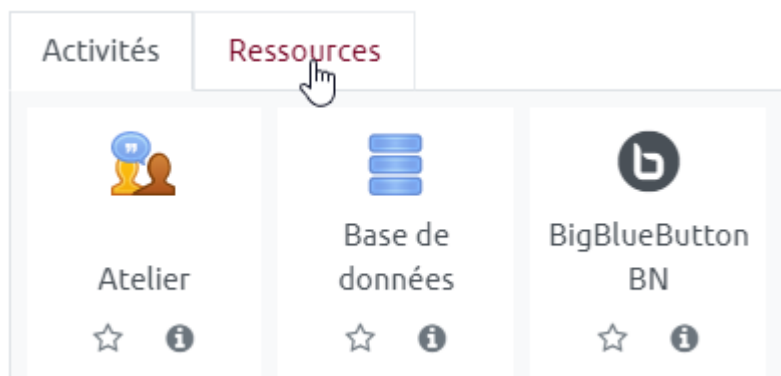 Activités Ressources
Atelier
Base de
données
BigBlueButton
BN